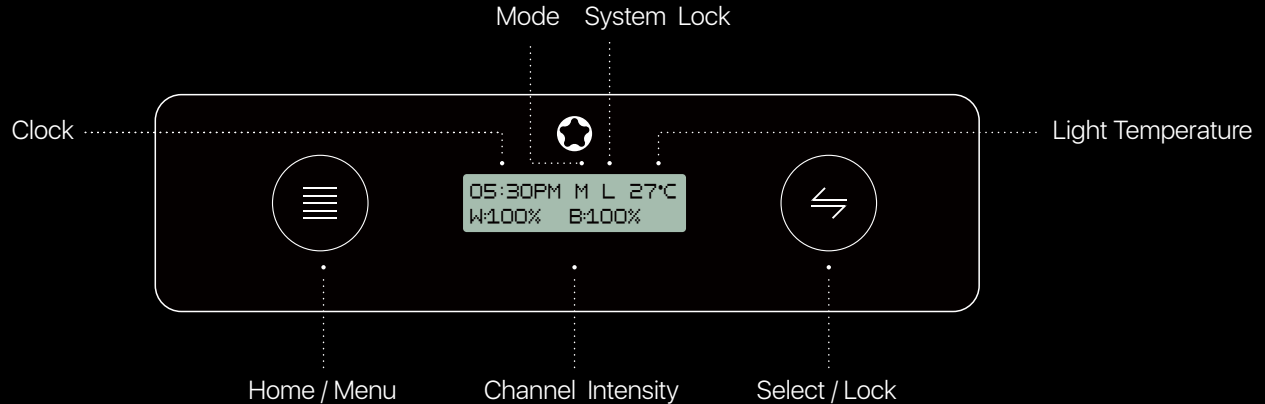 Mode System Lock
Clock
Light Temperature
05:30PM M L 27°C
W:100% B:100%
Home / Menu Channel Intensity Select / Lock